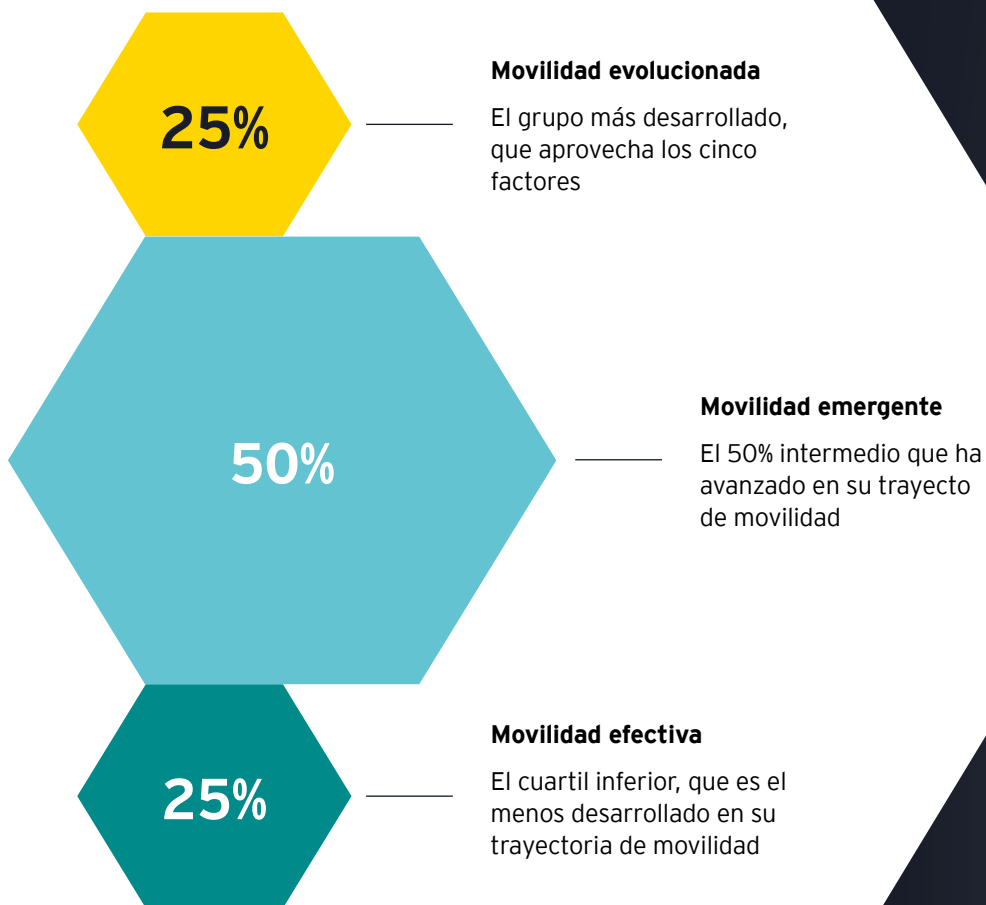 25%
Movilidad evolucionada
El grupo más desarrollado,
que aprovecha los cinco
factores
50%
Movilidad emergente
El 50% intermedio que ha
avanzado en su trayecto
de movilidad
25%
Movilidad efectiva
El cuartil inferior, que es el
menos desarrollado en su
trayectoria de movilidad